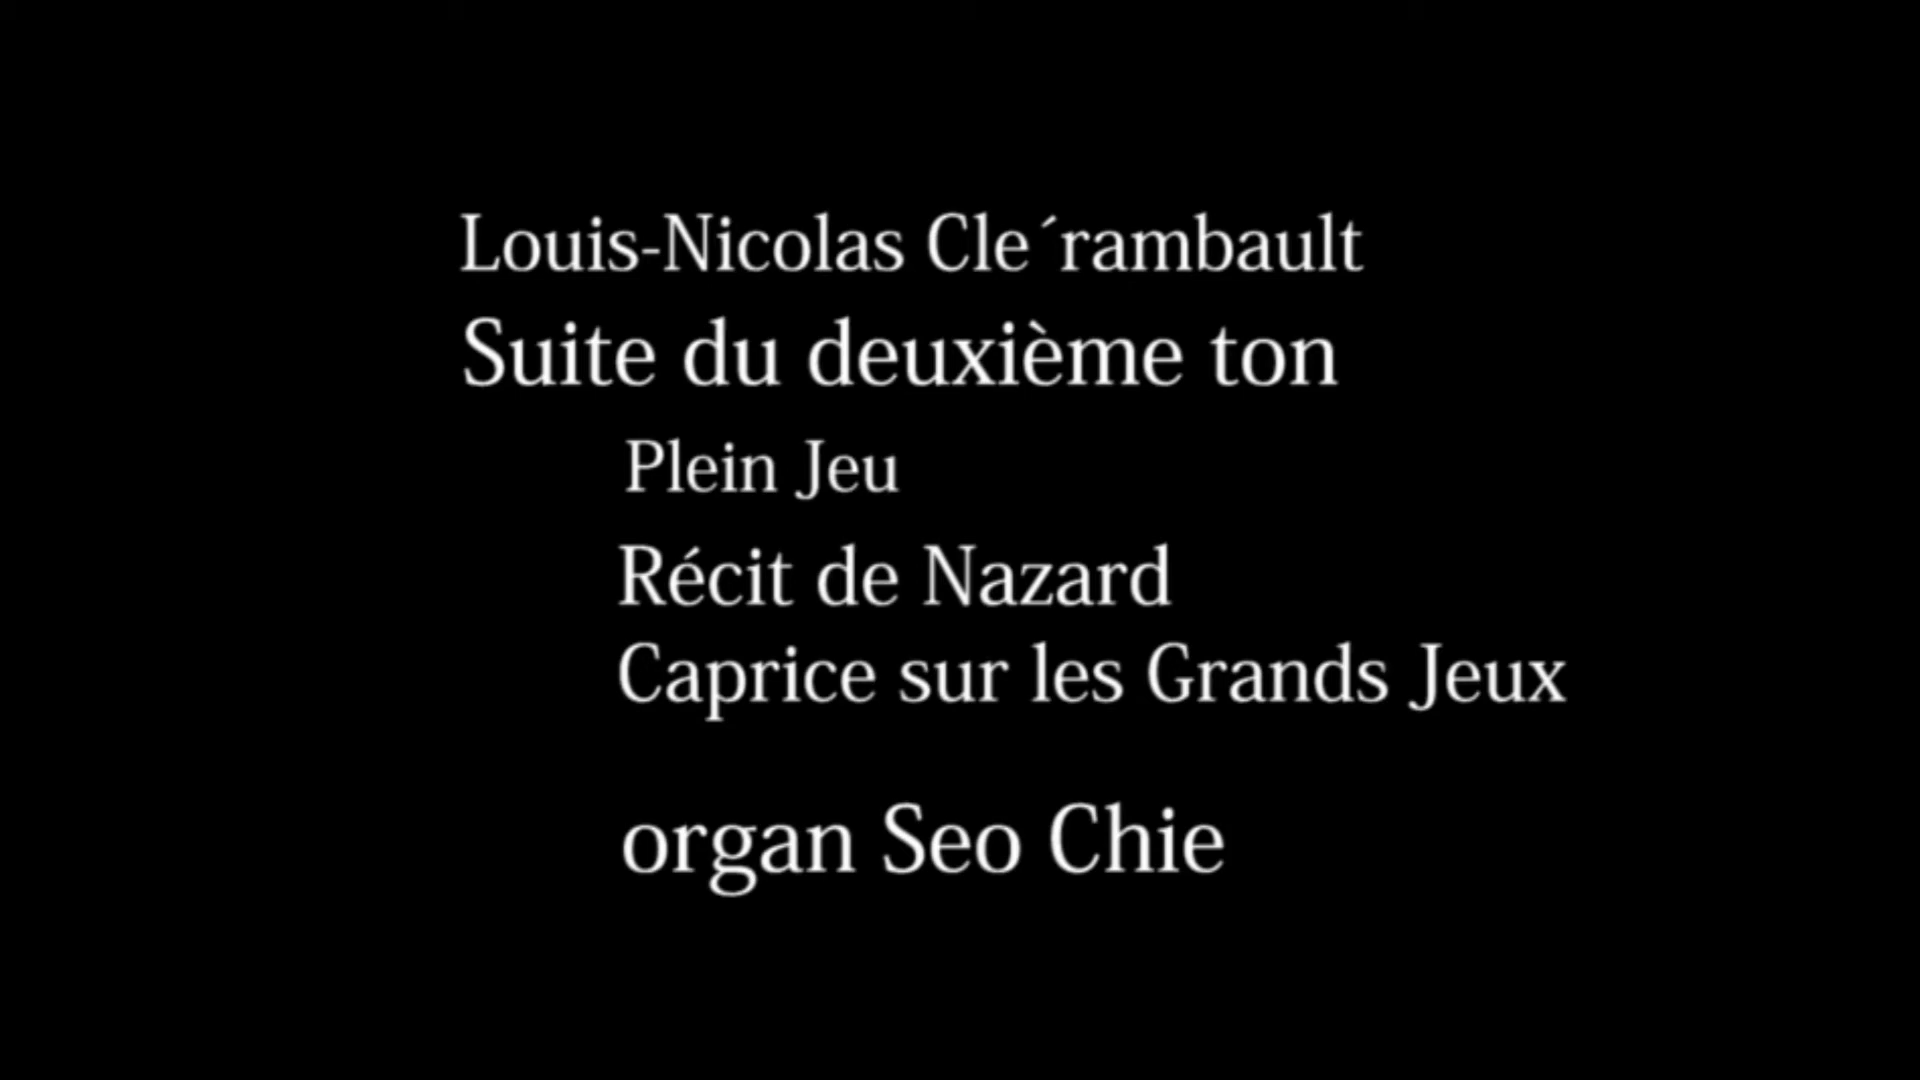 Louis-Nicolas Cle´rambault
Suite du deuxième ton
Plein Jeu
Récit de Nazard
Caprice sur les Grands Jeux
organ Seo Chie